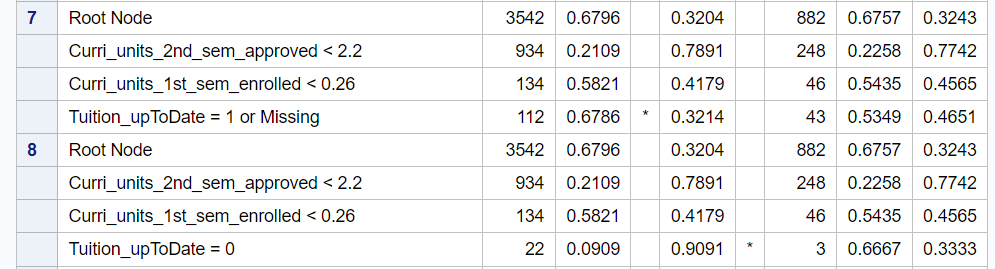 7 Root Node 3542 0.6796 0.3204 882 0.6757 0.3243
Curri_units_2nd_sem_approved < 2.2 934 0.2109 0.7891 248 0.2258 0.7742
Curri_units_1st_sem_enrolled < 0.26 134 0.5821 0.4179 46 0.5435 0.4565
Tuition_upToDate = 1 or Missing 112 0.6786 * 0.3214 43 0.5349 0.4651
8 Root Node 3542 0.6796 0.3204 882 0.6757 0.3243
Curri_units_2nd_sem_approved < 2.2 934 0.2109 0.7891 248 0.2258 0.7742
Curri_units_1st_sem_enrolled < 0.26 134 0.5821 0.4179 46 0.5435 0.4565
Tuition_upToDate = 0 22 0.0909 0.9091 * 3 0.6667 0.3333